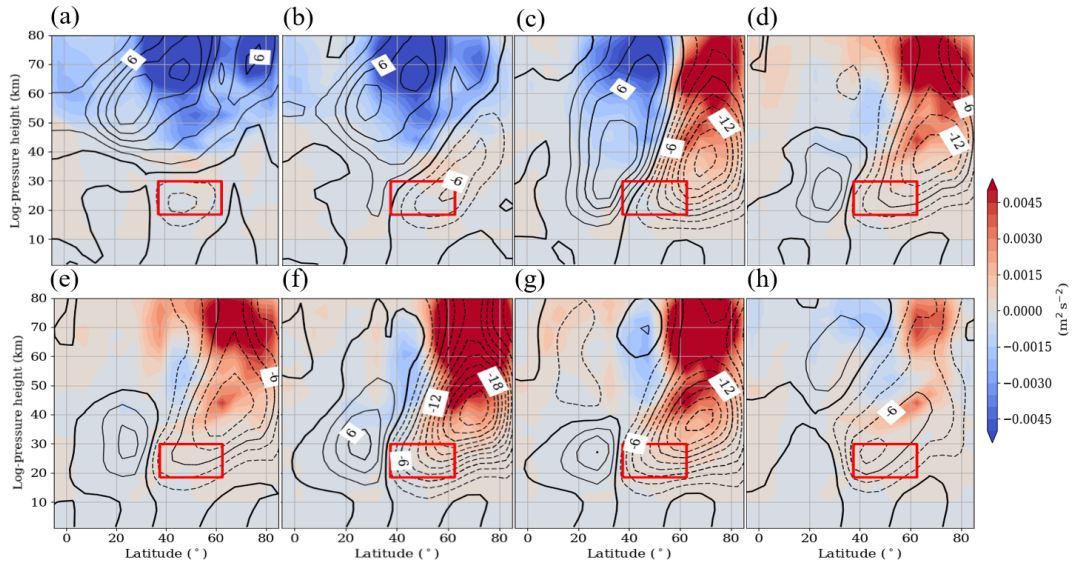 (a) (b) (c) (d)
Log-pressure height (km)
80
70
60
50
40
30
20
10
6 6 6 -6 6 -6 -12 -6 -12
(e) (f) (g) (h)
Log-pressure height (km)
80
70
60
50
40
30
20
10
-6 6 -6 -12 -18 -6 -12 -6
0 20 40 60 80 0 20 40 60 80 0 20 40 60 80 0 20 40 60 80
Latitude (°) Latitude (°) Latitude (°) Latitude (°)
0.0045
0.0030
0.0015
0.0000
−0.0015
−0.0030
−0.0045
(m² s⁻²)